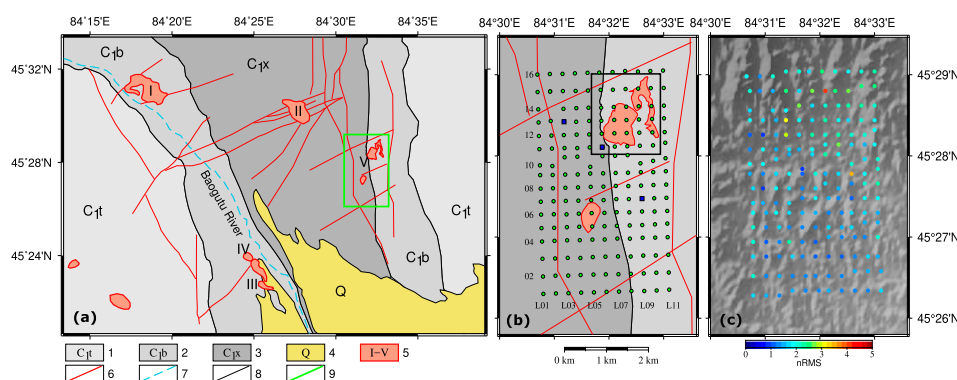 84˚15'E 84˚20'E 84˚25'E 84˚30'E 84˚35'E
84˚30'E 84˚32'E 84˚33'E
84˚31'E 84˚32'E 84˚33'E
45˚32'N
45˚28'N
45˚24'N
C₁b
C₁x
I
II
V
C₁t
Baogutu River
C₁t
IV
III
C₁b
Q
(a)
16
14
12
10
08
06
04
02
L01 L03 L05 L07 L09 L11
(b)
(c)
45˚29'N
45˚28'N
45˚27'N
45˚26'N
C₁t 1 C₁b 2 C₁x 3 Q 4 I−V 5
6 7 8 9
0 km 1 km 2 km
0 1 2 3 4 5
nRMS